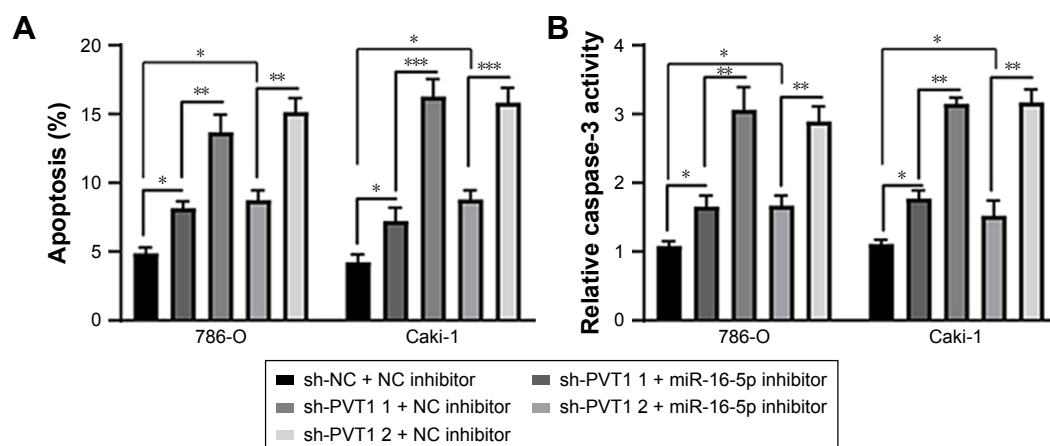 A
B
Apoptosis (%)
20
15
10
5
0
*
**
*
**
*
***
*
***
786-O
Caki-1
Relative caspase-3 activity
4
3
2
1
0
*
**
*
**
*
**
*
**
786-O
Caki-1
sh-NC + NC inhibitor
sh-PVT1 1 + miR-16-5p inhibitor
sh-PVT1 1 + NC inhibitor
sh-PVT1 2 + miR-16-5p inhibitor
sh-PVT1 2 + NC inhibitor